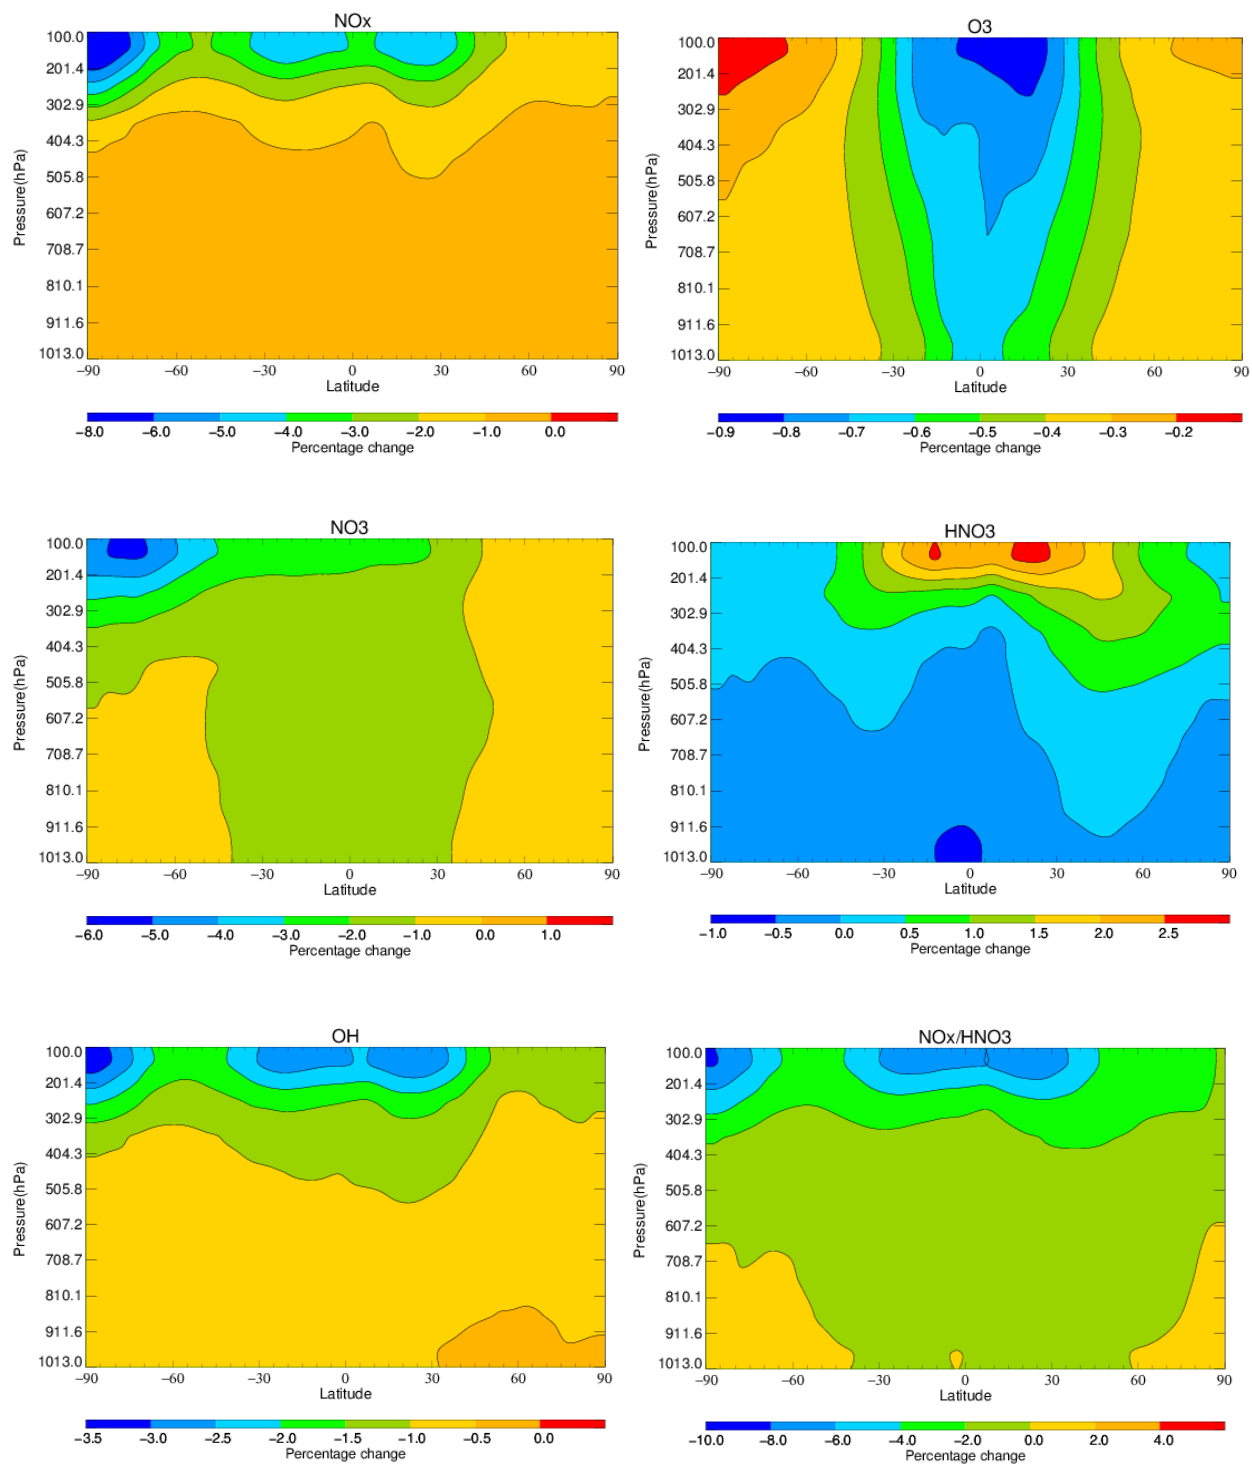 NOx
100.0
201.4
302.9
404.3
505.8
607.2
708.7
810.1
911.6
1013.0
Pressure(hPa)
−90 −60 −30 0 30 60 90
Latitude
−8.0 −6.0 −5.0 −4.0 −3.0 −2.0 −1.0 0.0
Percentage change
O3
100.0
201.4
302.9
404.3
505.8
607.2
708.7
810.1
911.6
1013.0
Pressure(hPa)
−90 −60 −30 0 30 60 90
Latitude
−0.9 −0.8 −0.7 −0.6 −0.5 −0.4 −0.3 −0.2
Percentage change
NO3
100.0
201.4
302.9
404.3
505.8
607.2
708.7
810.1
911.6
1013.0
Pressure(hPa)
−90 −60 −30 0 30 60 90
Latitude
−6.0 −5.0 −4.0 −3.0 −2.0 −1.0 0.0 1.0
Percentage change
HNO3
100.0
201.4
302.9
404.3
505.8
607.2
708.7
810.1
911.6
1013.0
Pressure(hPa)
−90 −60 −30 0 30 60 90
Latitude
−1.0 −0.5 0.0 0.5 1.0 1.5 2.0 2.5
Percentage change
OH
100.0
201.4
302.9
404.3
505.8
607.2
708.7
810.1
911.6
1013.0
Pressure(hPa)
−90 −60 −30 0 30 60 90
Latitude
−3.5 −3.0 −2.5 −2.0 −1.5 −1.0 −0.5 0.0
Percentage change
NOx/HNO3
100.0
201.4
302.9
404.3
505.8
607.2
708.7
810.1
911.6
1013.0
Pressure(hPa)
−90 −60 −30 0 30 60 90
Latitude
−10.0 −8.0 −6.0 −4.0 −2.0 0.0 2.0 4.0
Percentage change